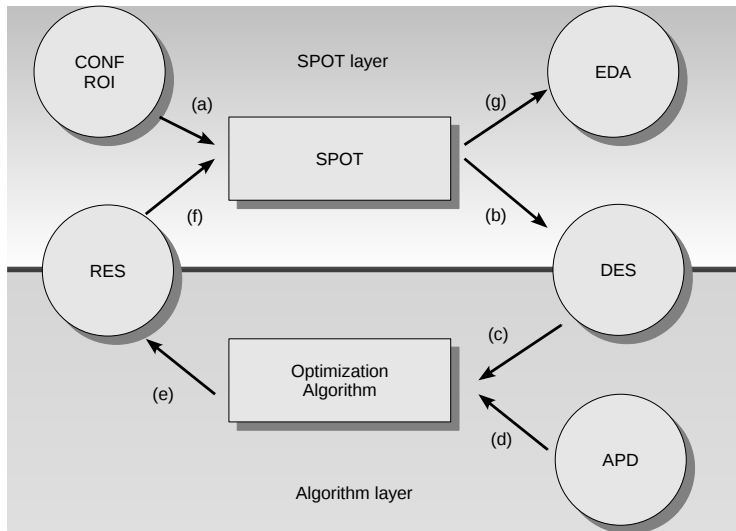 CONF
ROI
SPOT layer
EDA
(a)
(g)
SPOT
(f)
(b)
RES
DES
(c)
Optimization
Algorithm
(e)
(d)
APD
Algorithm layer